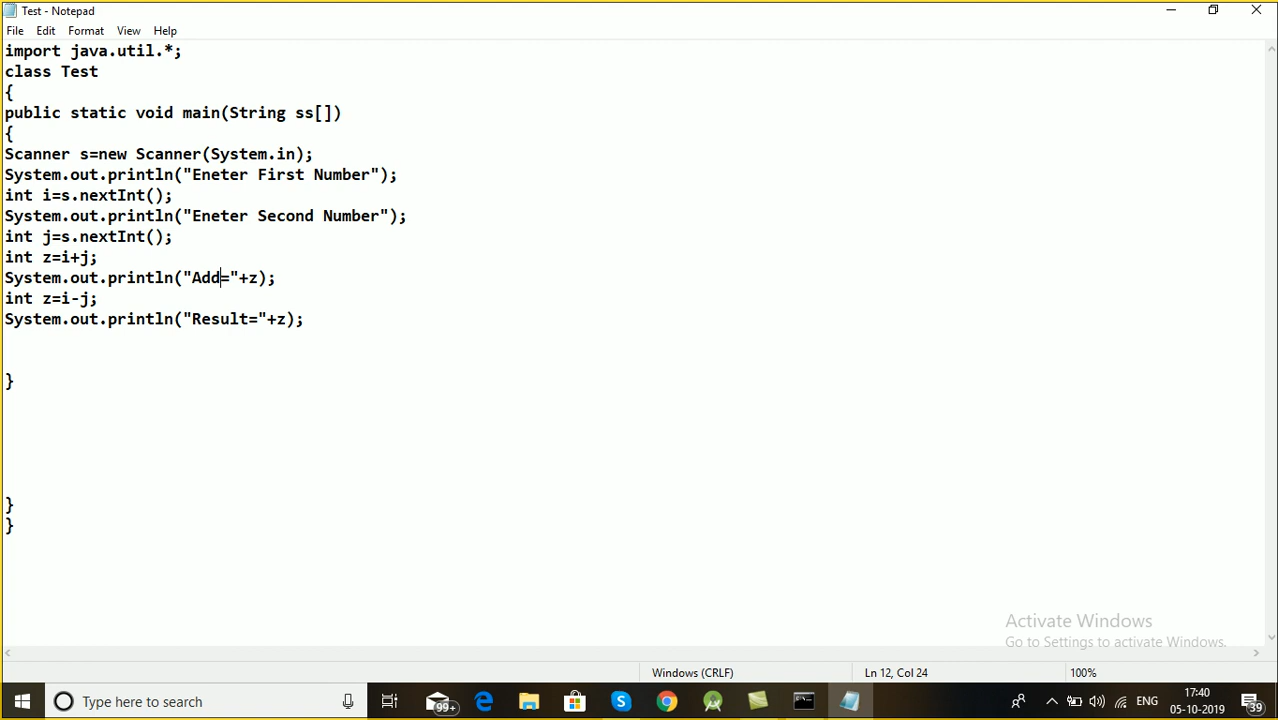 Test - Notepad
File Edit Format View Help
import java.util.*;
class Test
{
public static void main(String ss[])
{
Scanner s=new Scanner(System.in);
System.out.println("Eneter First Number");
int i=s.nextInt();
System.out.println("Eneter Second Number");
int j=s.nextInt();
int z=i+j;
System.out.println("Add="+z);
int z=i-j;
System.out.println("Result="+z);
}
}
}
Activate Windows
Go to Settings to activate Windows.
Windows (CRLF) Ln 12, Col 24 100%
Type here to search 99+ ENG 17:40
05-10-2019 39